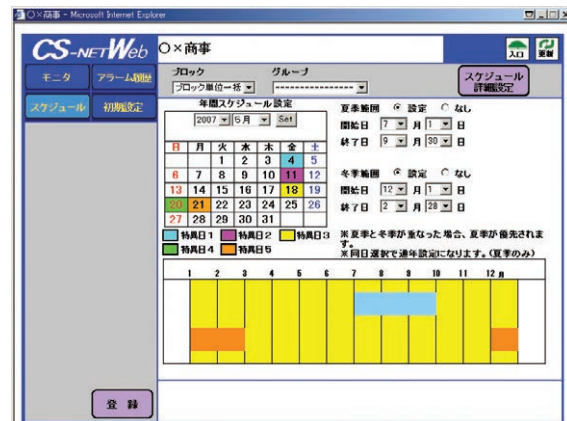 〇×商事 - Microsoft Internet Explorer
CS-NETWeb
〇×商事
入口
更新
モニタ
アラーム履歴
スケジュール
初期設定
ブロック
グループ
ブロック単位一括
スケジュール
詳細設定
年間スケジュール設定
2007 5月 Set
日 月 火 水 木 金 土
1 2 3 4 5
6 7 8 9 10 11 12
13 14 15 16 17 18 19
20 21 22 23 24 25 26
27 28 29 30 31
特異日1 特異日2 特異日3
特異日4 特異日5
夏季範囲 設定 なし
開始日 7 月 1 日
終了日 9 月 30 日
冬季範囲 設定 なし
開始日 12 月 1 日
終了日 2 月 28 日
※夏季と冬季が重なった場合、夏季が優先されま
す。
※同日選択で通年設定になります。(夏季のみ)
1 2 3 4 5 6 7 8 9 10 11 12月
登録